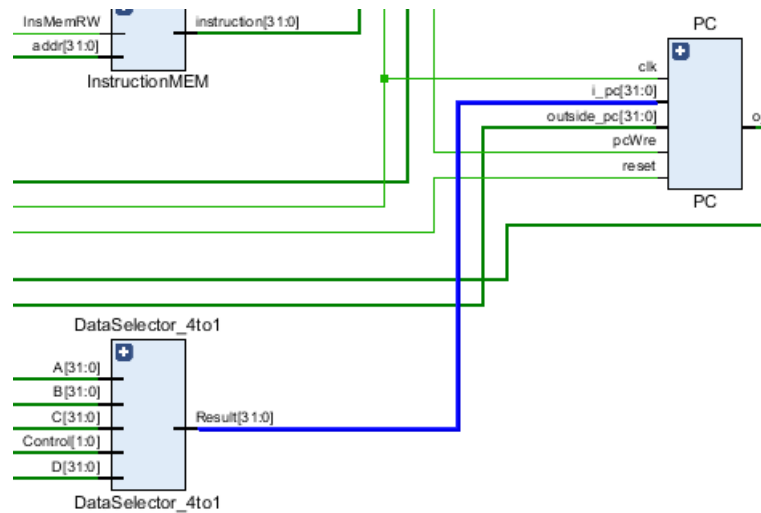 InsMemRW
addr[31:0]
instruction[31:0]
InstructionMEM
PC
clk
i_pc[31:0]
outside_pc[31:0]
pcWre
reset
PC
DataSelector_4to1
A[31:0]
B[31:0]
C[31:0]
Control[1:0]
D[31:0]
Result[31:0]
DataSelector_4to1